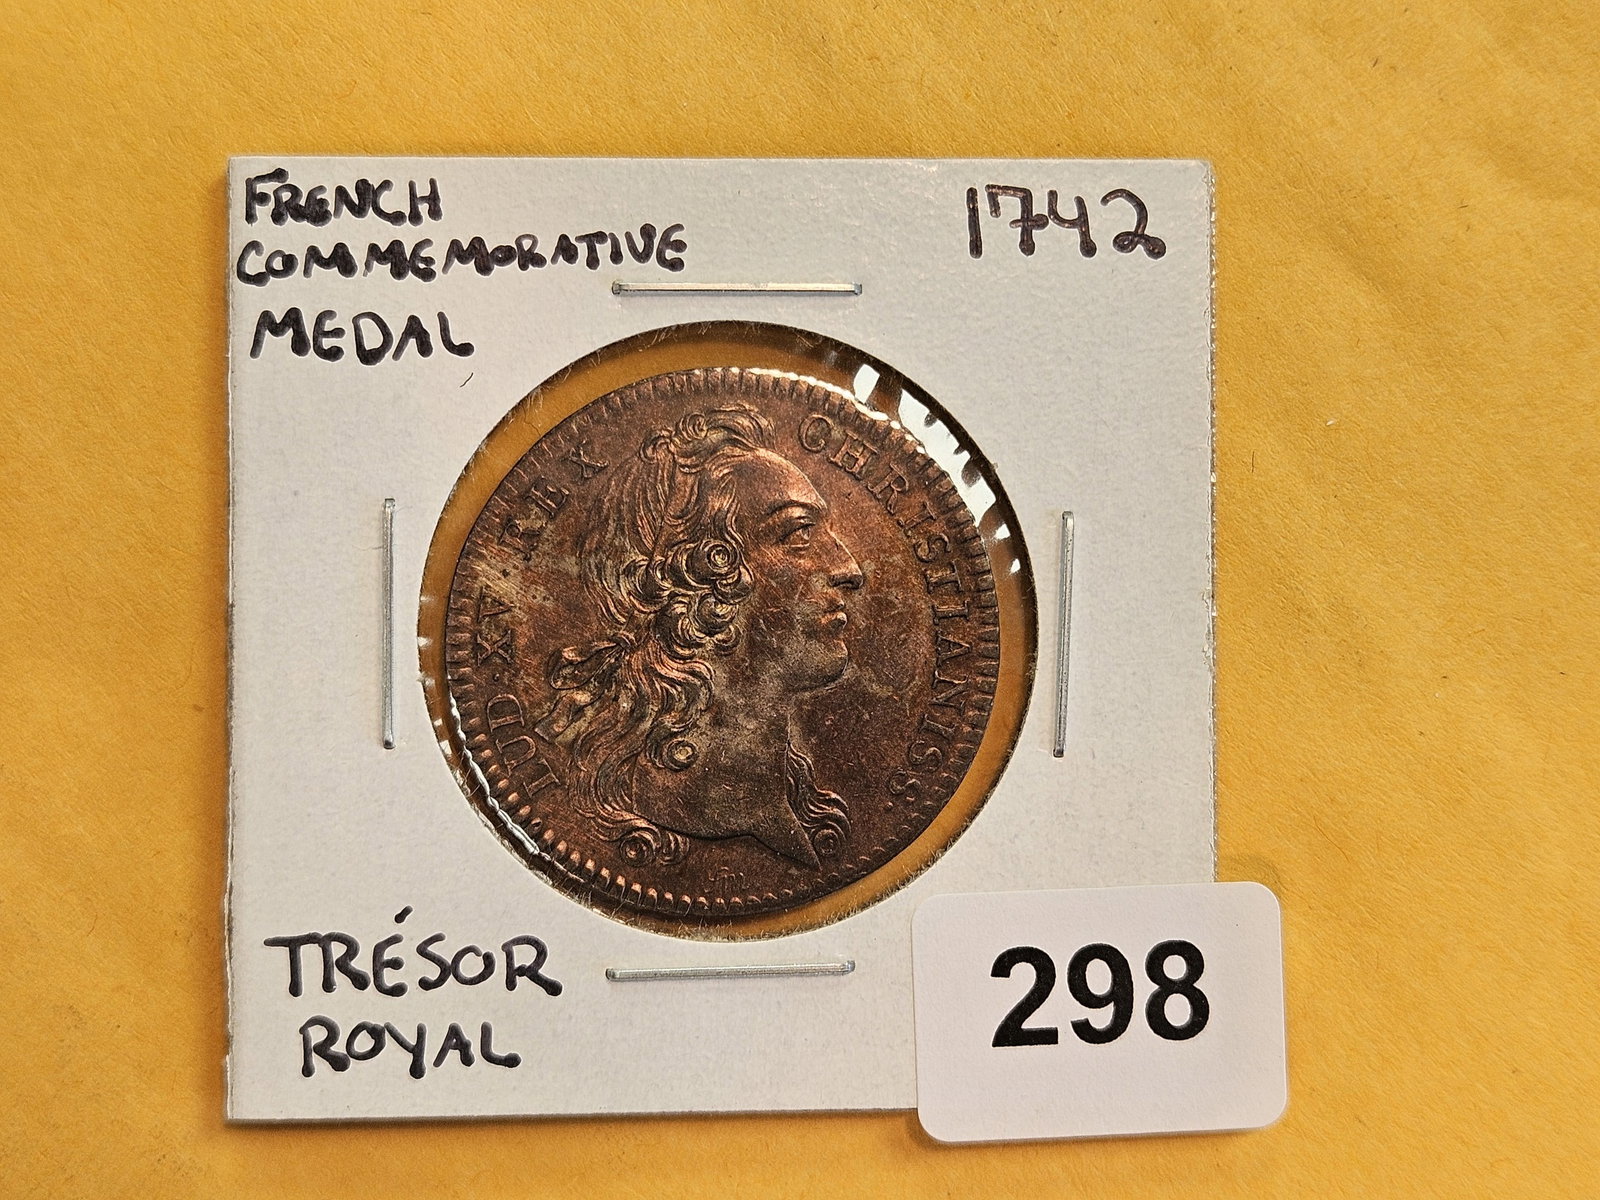 FRENCH
COMMEMORATIVE
MEDAL
1742
LUD·XV·REX CHRISTIANISS.
TRÉSOR
ROYAL
298